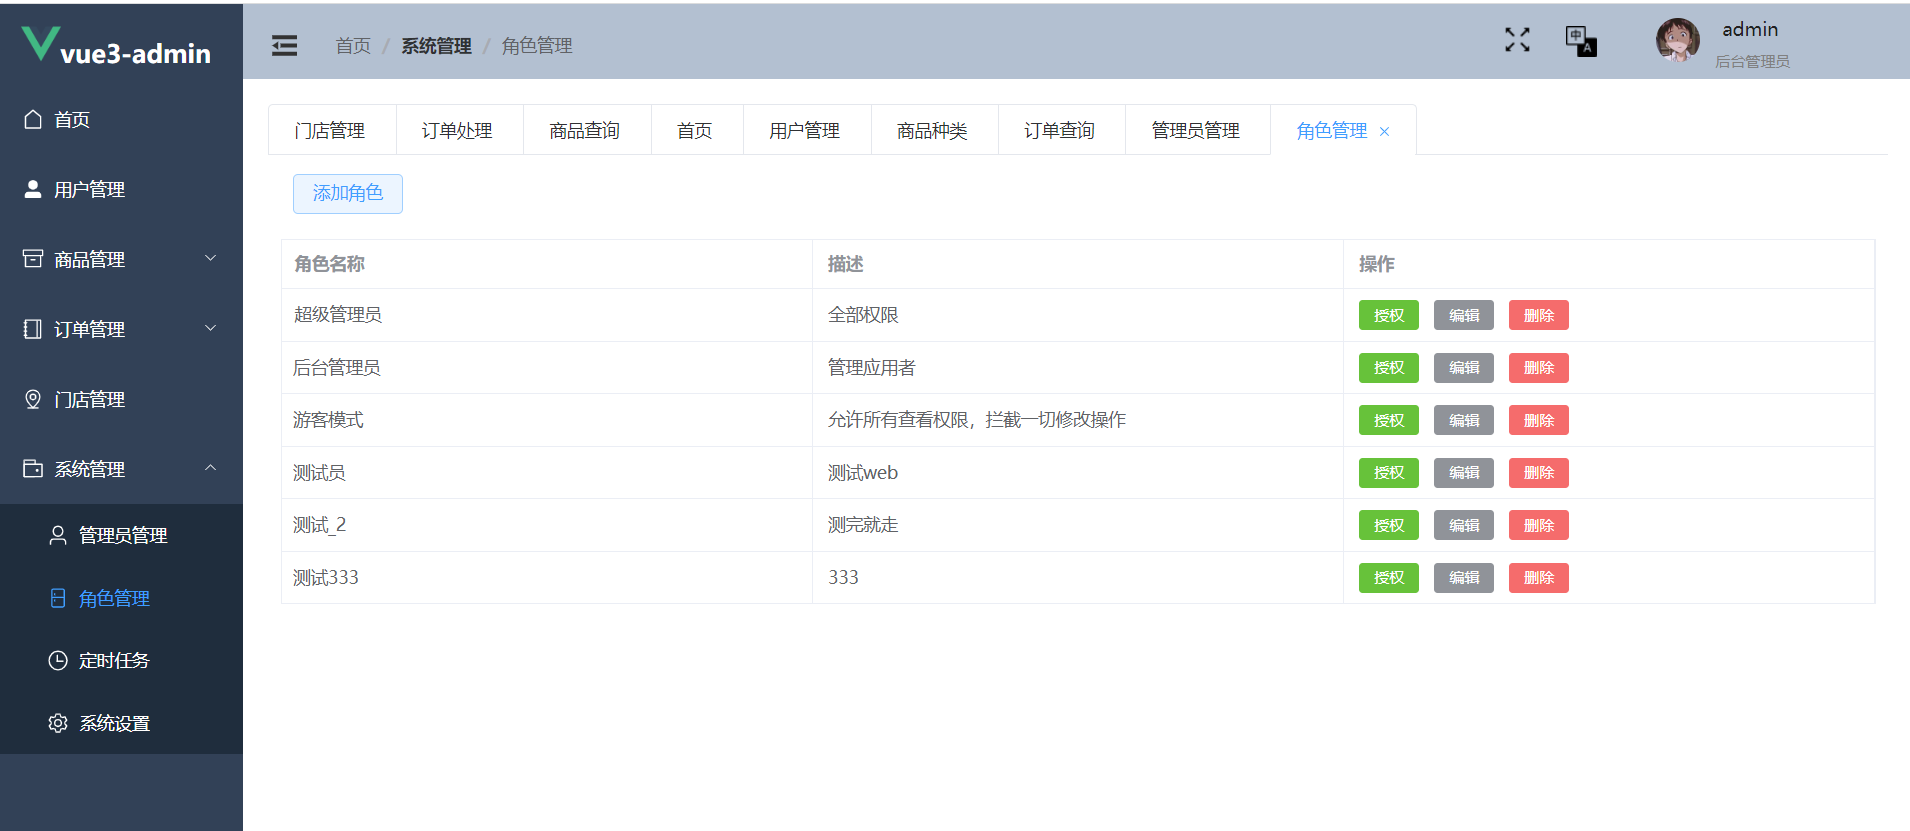 vue3-admin
首页
用户管理
商品管理
订单管理
门店管理
系统管理
管理员管理
角色管理
定时任务
系统设置
首页 / 系统管理 / 角色管理
中 A
admin
后台管理员
门店管理 订单处理 商品查询 首页 用户管理 商品种类 订单查询 管理员管理 角色管理 ×
添加角色
角色名称 描述 操作
超级管理员 全部权限 授权 编辑 删除
后台管理员 管理应用者 授权 编辑 删除
游客模式 允许所有查看权限，拦截一切修改操作 授权 编辑 删除
测试员 测试web 授权 编辑 删除
测试_2 测完就走 授权 编辑 删除
测试333 333 授权 编辑 删除